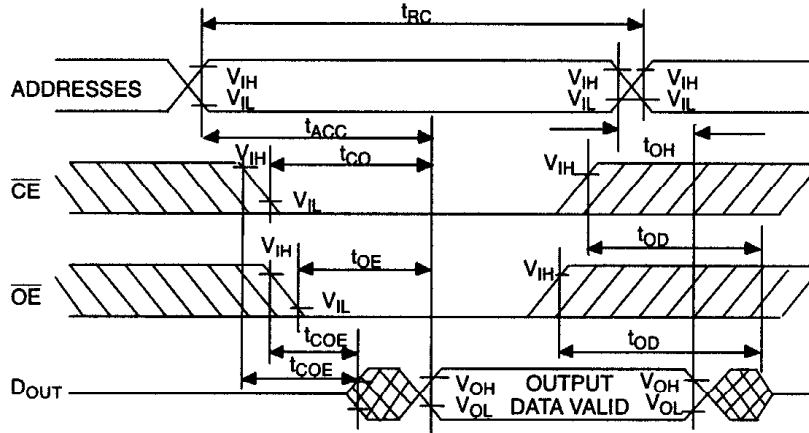 tRC
ADDRESSES
VIH
VIL
VIH
VIL
VIH
VIL
tACC
tOH
CE
VIH
tCO
VIL
VIH
tOD
OE
VIH
tOE
VIL
VIH
tCOE
tOD
tCOE
DOUT
VOH
VOL
OUTPUT
DATA VALID
VOH
VOL